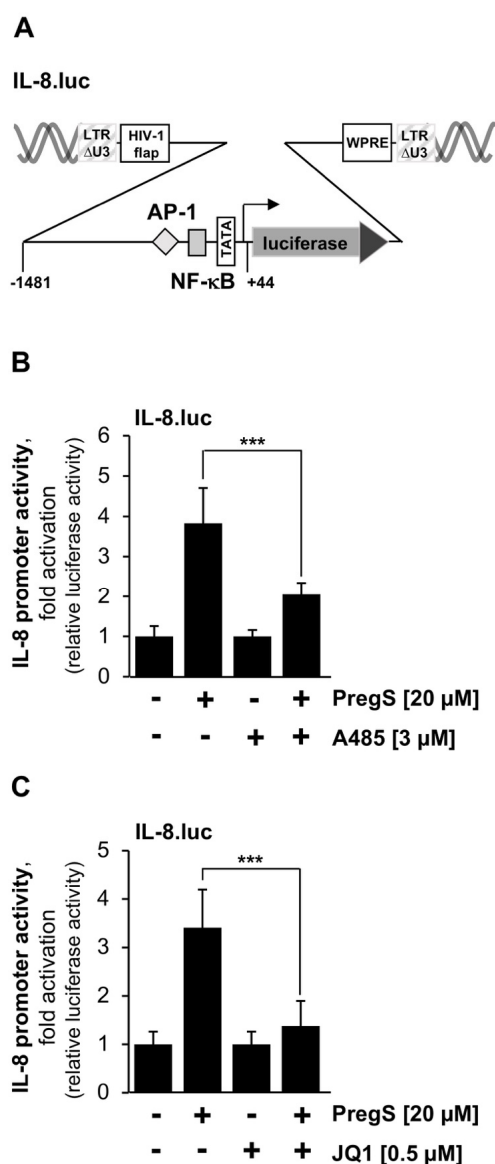 A
IL-8.luc
LTR ΔU3
HIV-1 flap
WPRE
LTR ΔU3
AP-1
TATA
luciferase
-1481
NF-κB
+44
B
IL-8.luc
IL-8 promoter activity,
fold activation
(relative luciferase activity)
6
5
4
3
2
1
0
***
- + - + PregS [20 µM]
- - + + A485 [3 µM]
C
IL-8.luc
IL-8 promoter activity,
fold activation
(relative luciferase activity)
5
4
3
2
1
0
***
- + - + PregS [20 µM]
- - + + JQ1 [0.5 µM]